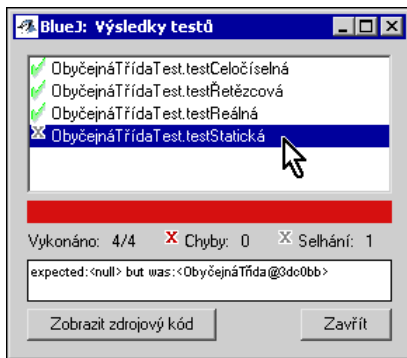 BlueJ: Výsledky testů
ObyčejnáTřídaTest.testCeločíselná
ObyčejnáTřídaTest.testŘetězcová
ObyčejnáTřídaTest.testReálná
ObyčejnáTřídaTest.testStatická
Vykonáno: 4/4 X Chyby: 0 X Selhání: 1
expected:<null> but was:<ObyčejnáTřída@3dc0bb>
Zobrazit zdrojový kód Zavřít